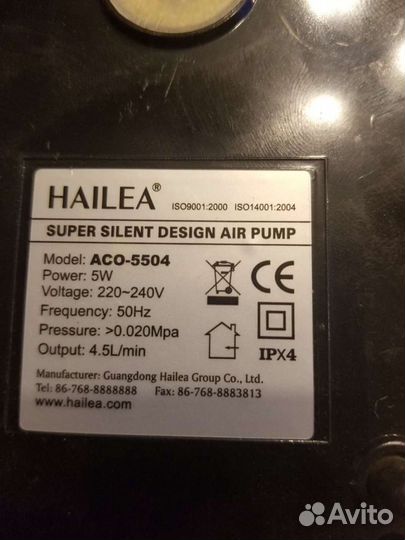 HAILEA® ISO9001:2000 ISO14001:2004
SUPER SILENT DESIGN AIR PUMP
Model: ACO-5504
Power: 5W
Voltage: 220~240V
Frequency: 50Hz
Pressure: >0.020Mpa
Output: 4.5L/min
CE
IPX4
Manufacturer: Guangdong Hailea Group Co., Ltd.
Tel: 86-768-8888888 Fax: 86-768-8883813
www.hailea.com
Avito